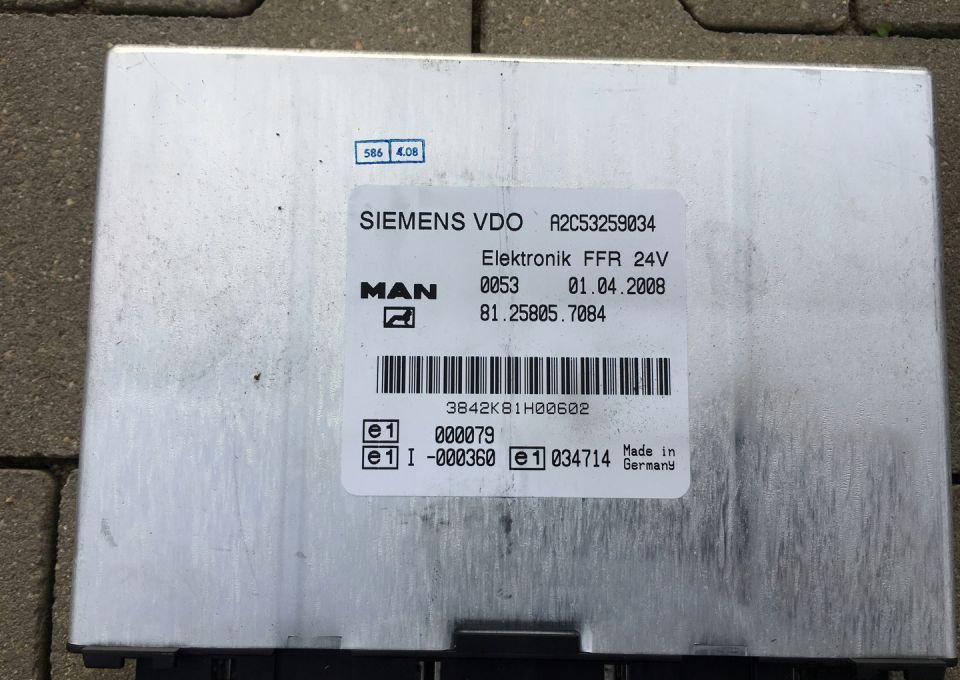 586 4.08
SIEMENS VDO A2C53259034
Elektronik FFR 24V
MAN 0053 01.04.2008
81.25805.7084
3842K81H00602
e1 000079
e1 I -000360 e1 034714 Made in
Germany